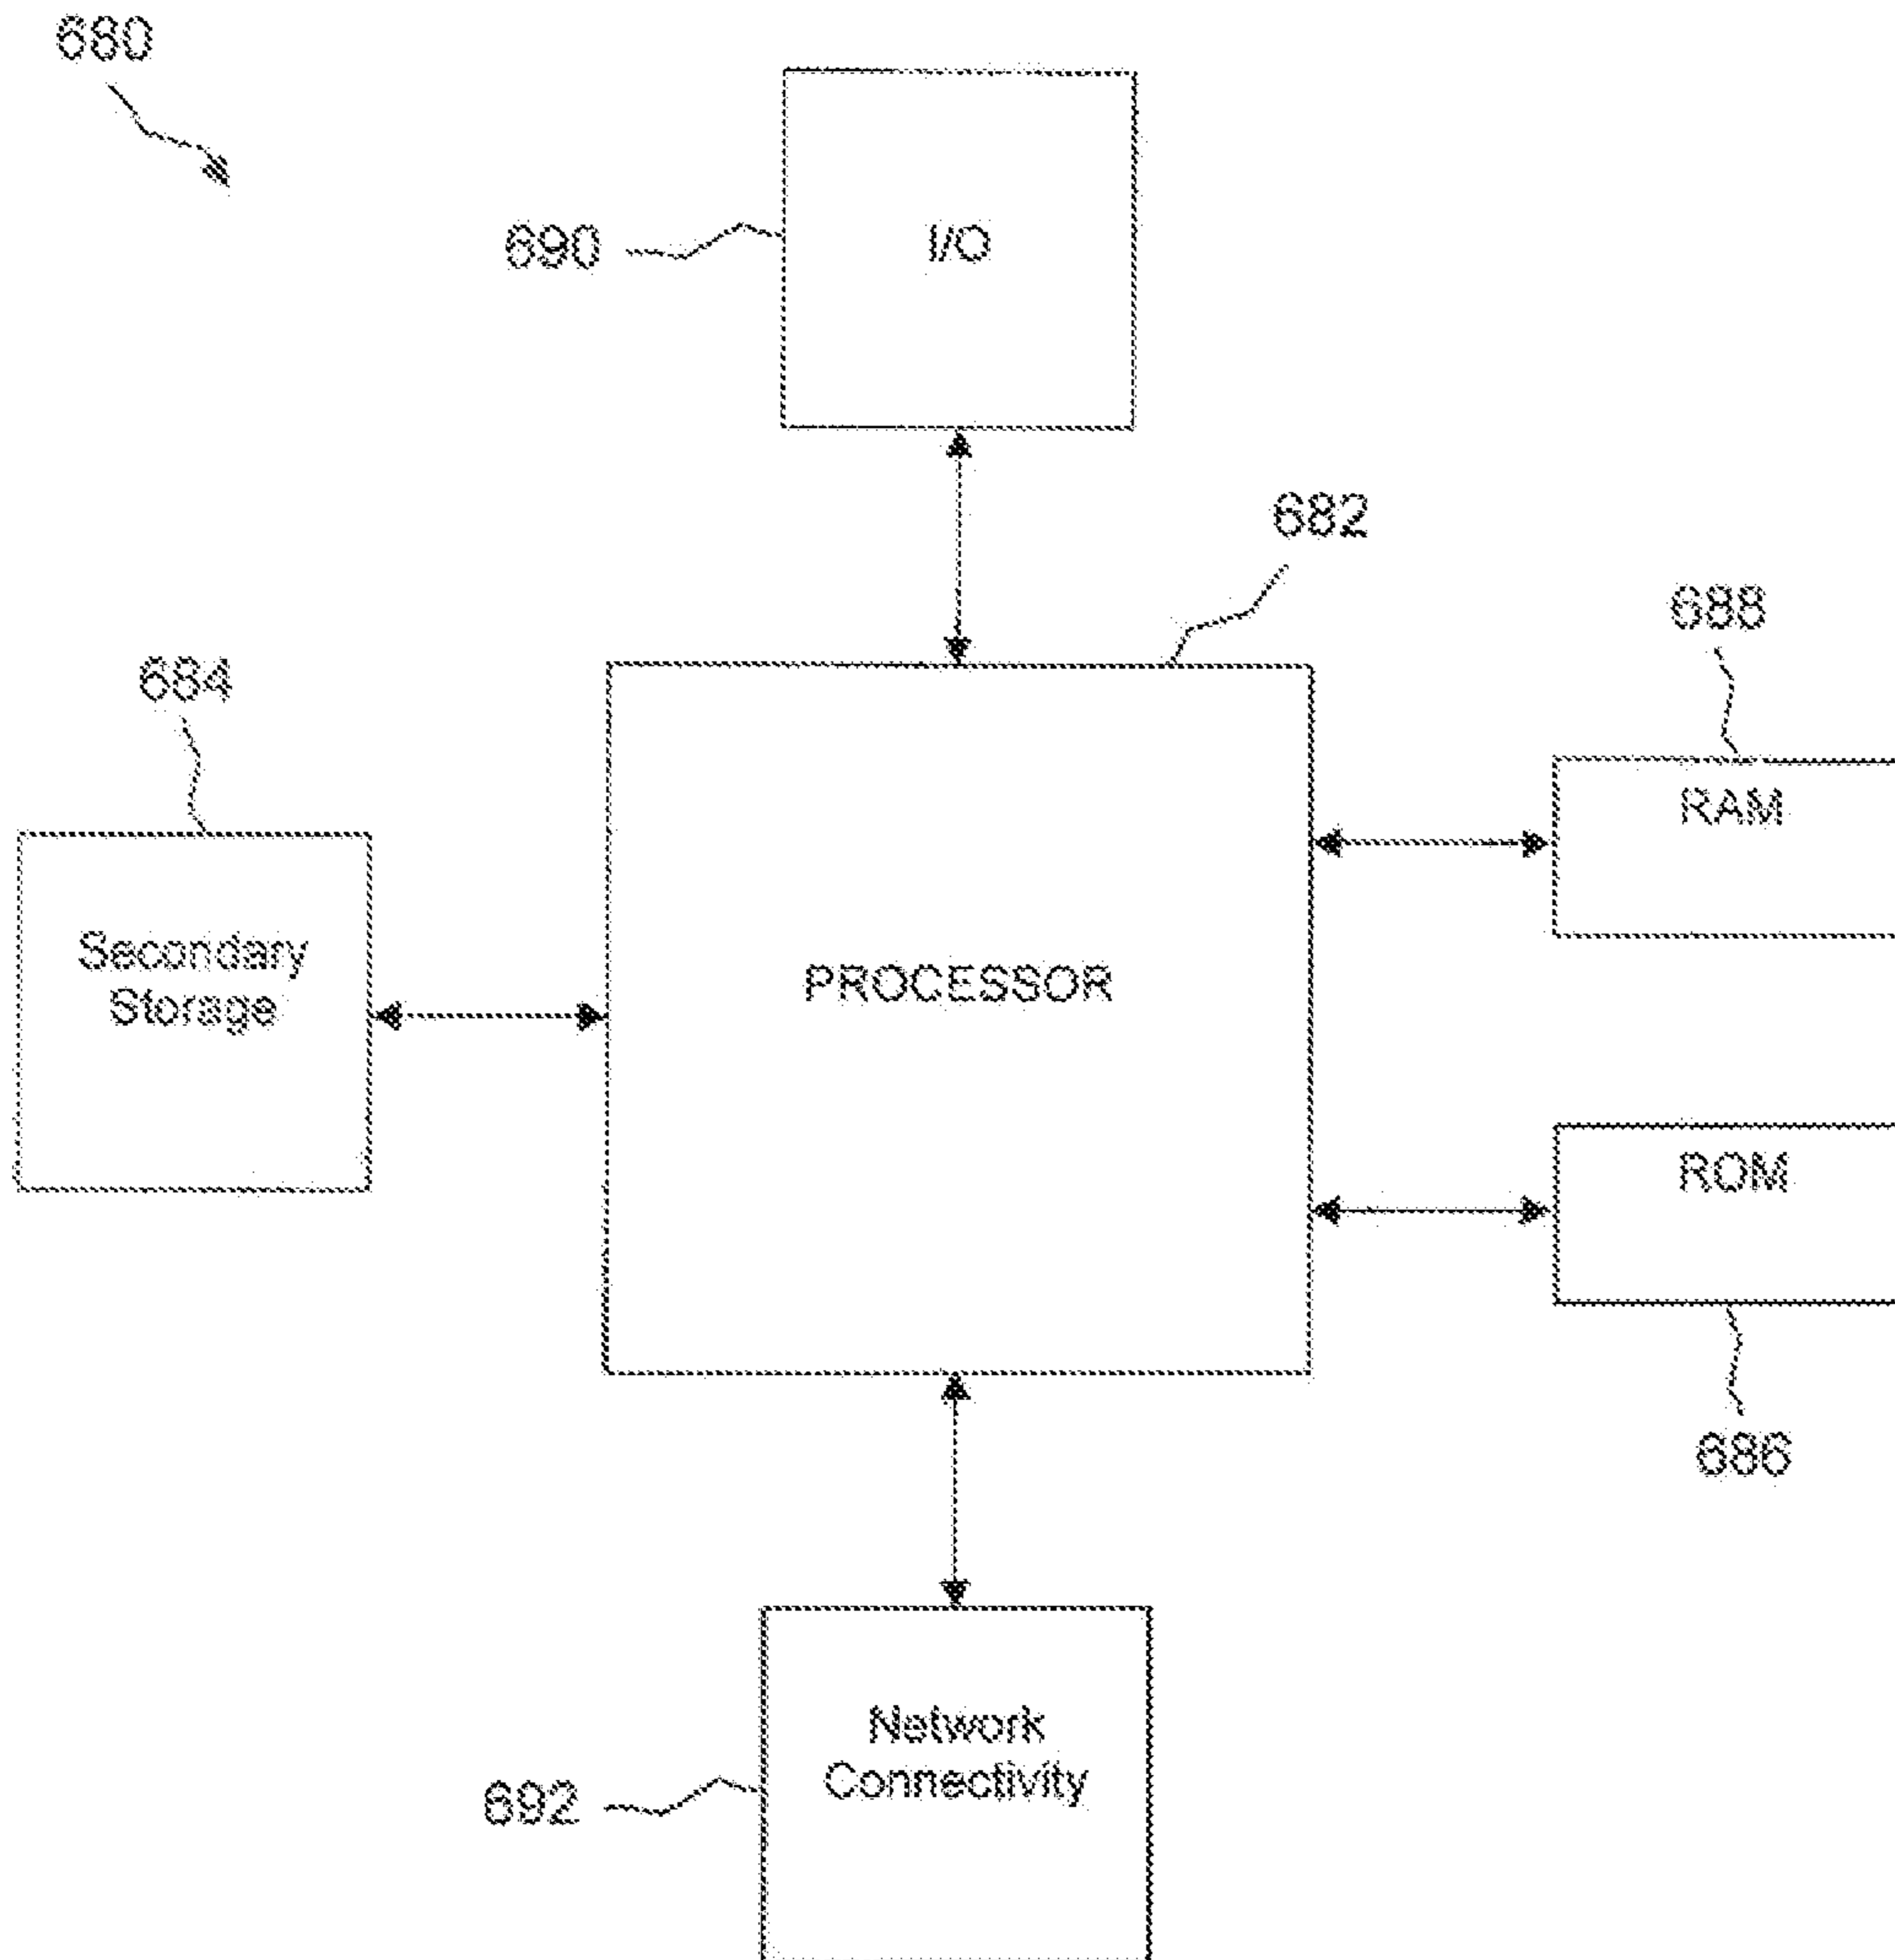 680
690
I/O
682
688
684
RAM
Secondary
Storage
PROCESSOR
ROM
686
Network
Connectivity
692